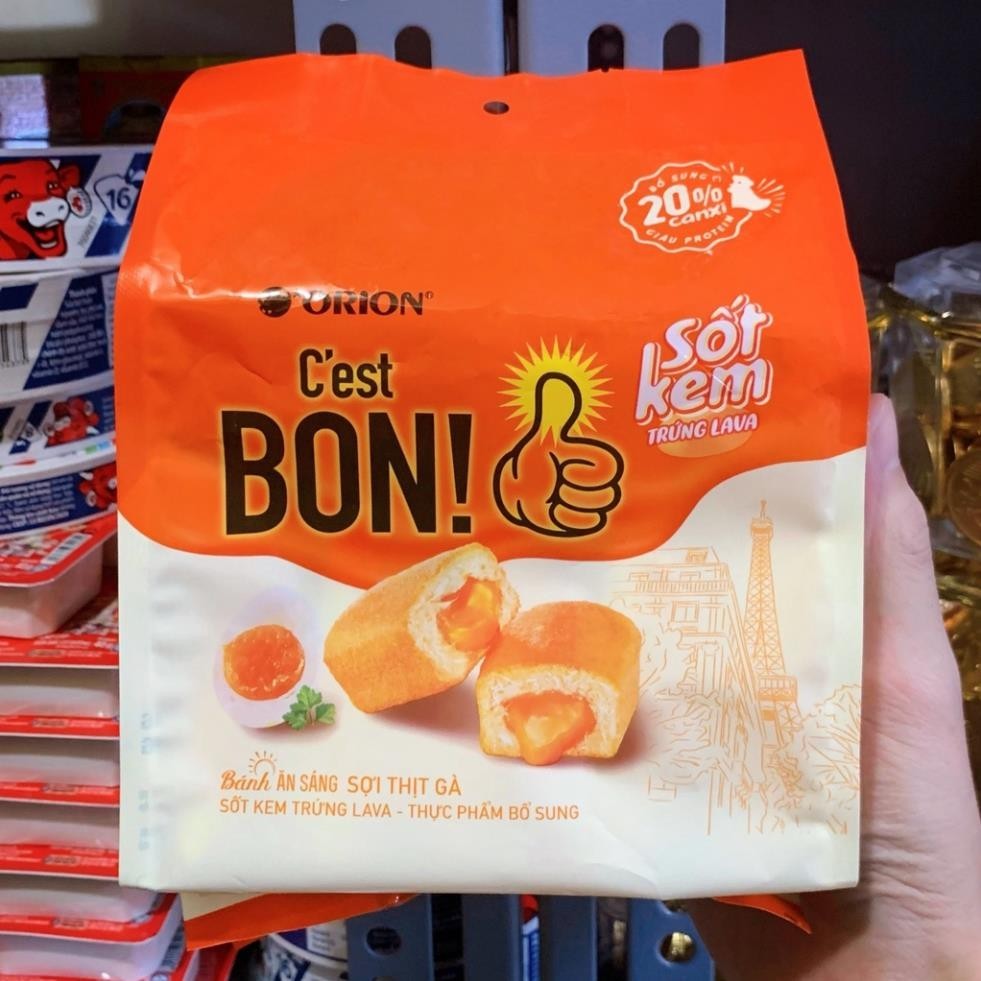 16
BỔ SUNG
20%
canxi
GIÀU PROTEIN
ORION
C'est
BON!
Sốt
kem
TRỨNG LAVA
Bánh ĂN SÁNG SỢI THỊT GÀ
SỐT KEM TRỨNG LAVA - THỰC PHẨM BỔ SUNG